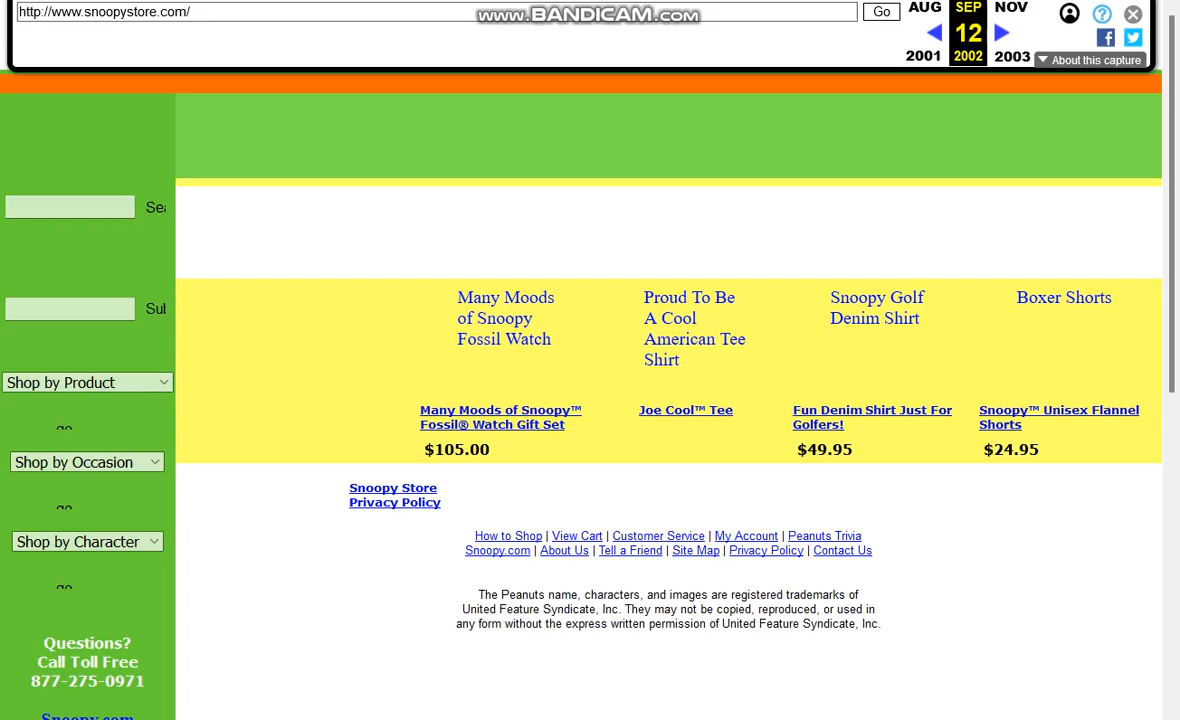 http://www.snoopystore.com/
www.BANDICAM.com
Go
AUG SEP NOV
12
2001 2002 2003
About this capture
Shop by Product
go
Shop by Occasion
go
Shop by Character
go
Questions?
Call Toll Free
877-275-0971
Snoopy.com
Many Moods
of Snoopy
Fossil Watch
Proud To Be
A Cool
American Tee
Shirt
Snoopy Golf
Denim Shirt
Boxer Shorts
Many Moods of Snoopy™
Fossil® Watch Gift Set
$105.00
Joe Cool™ Tee
Fun Denim Shirt Just For
Golfers!
$49.95
Snoopy™ Unisex Flannel
Shorts
$24.95
Snoopy Store
Privacy Policy
How to Shop | View Cart | Customer Service | My Account | Peanuts Trivia
Snoopy.com | About Us | Tell a Friend | Site Map | Privacy Policy | Contact Us
The Peanuts name, characters, and images are registered trademarks of
United Feature Syndicate, Inc. They may not be copied, reproduced, or used in
any form without the express written permission of United Feature Syndicate, Inc.